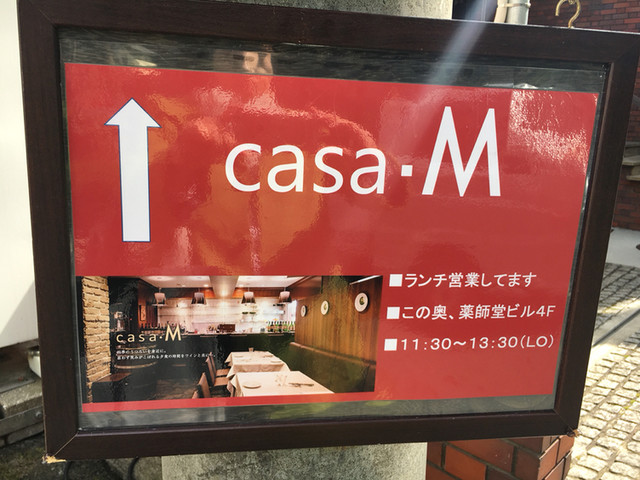 casa・M
■ランチ営業してます
■この奥、薬師堂ビル4F
■11:30～13:30(LO)
casa・M